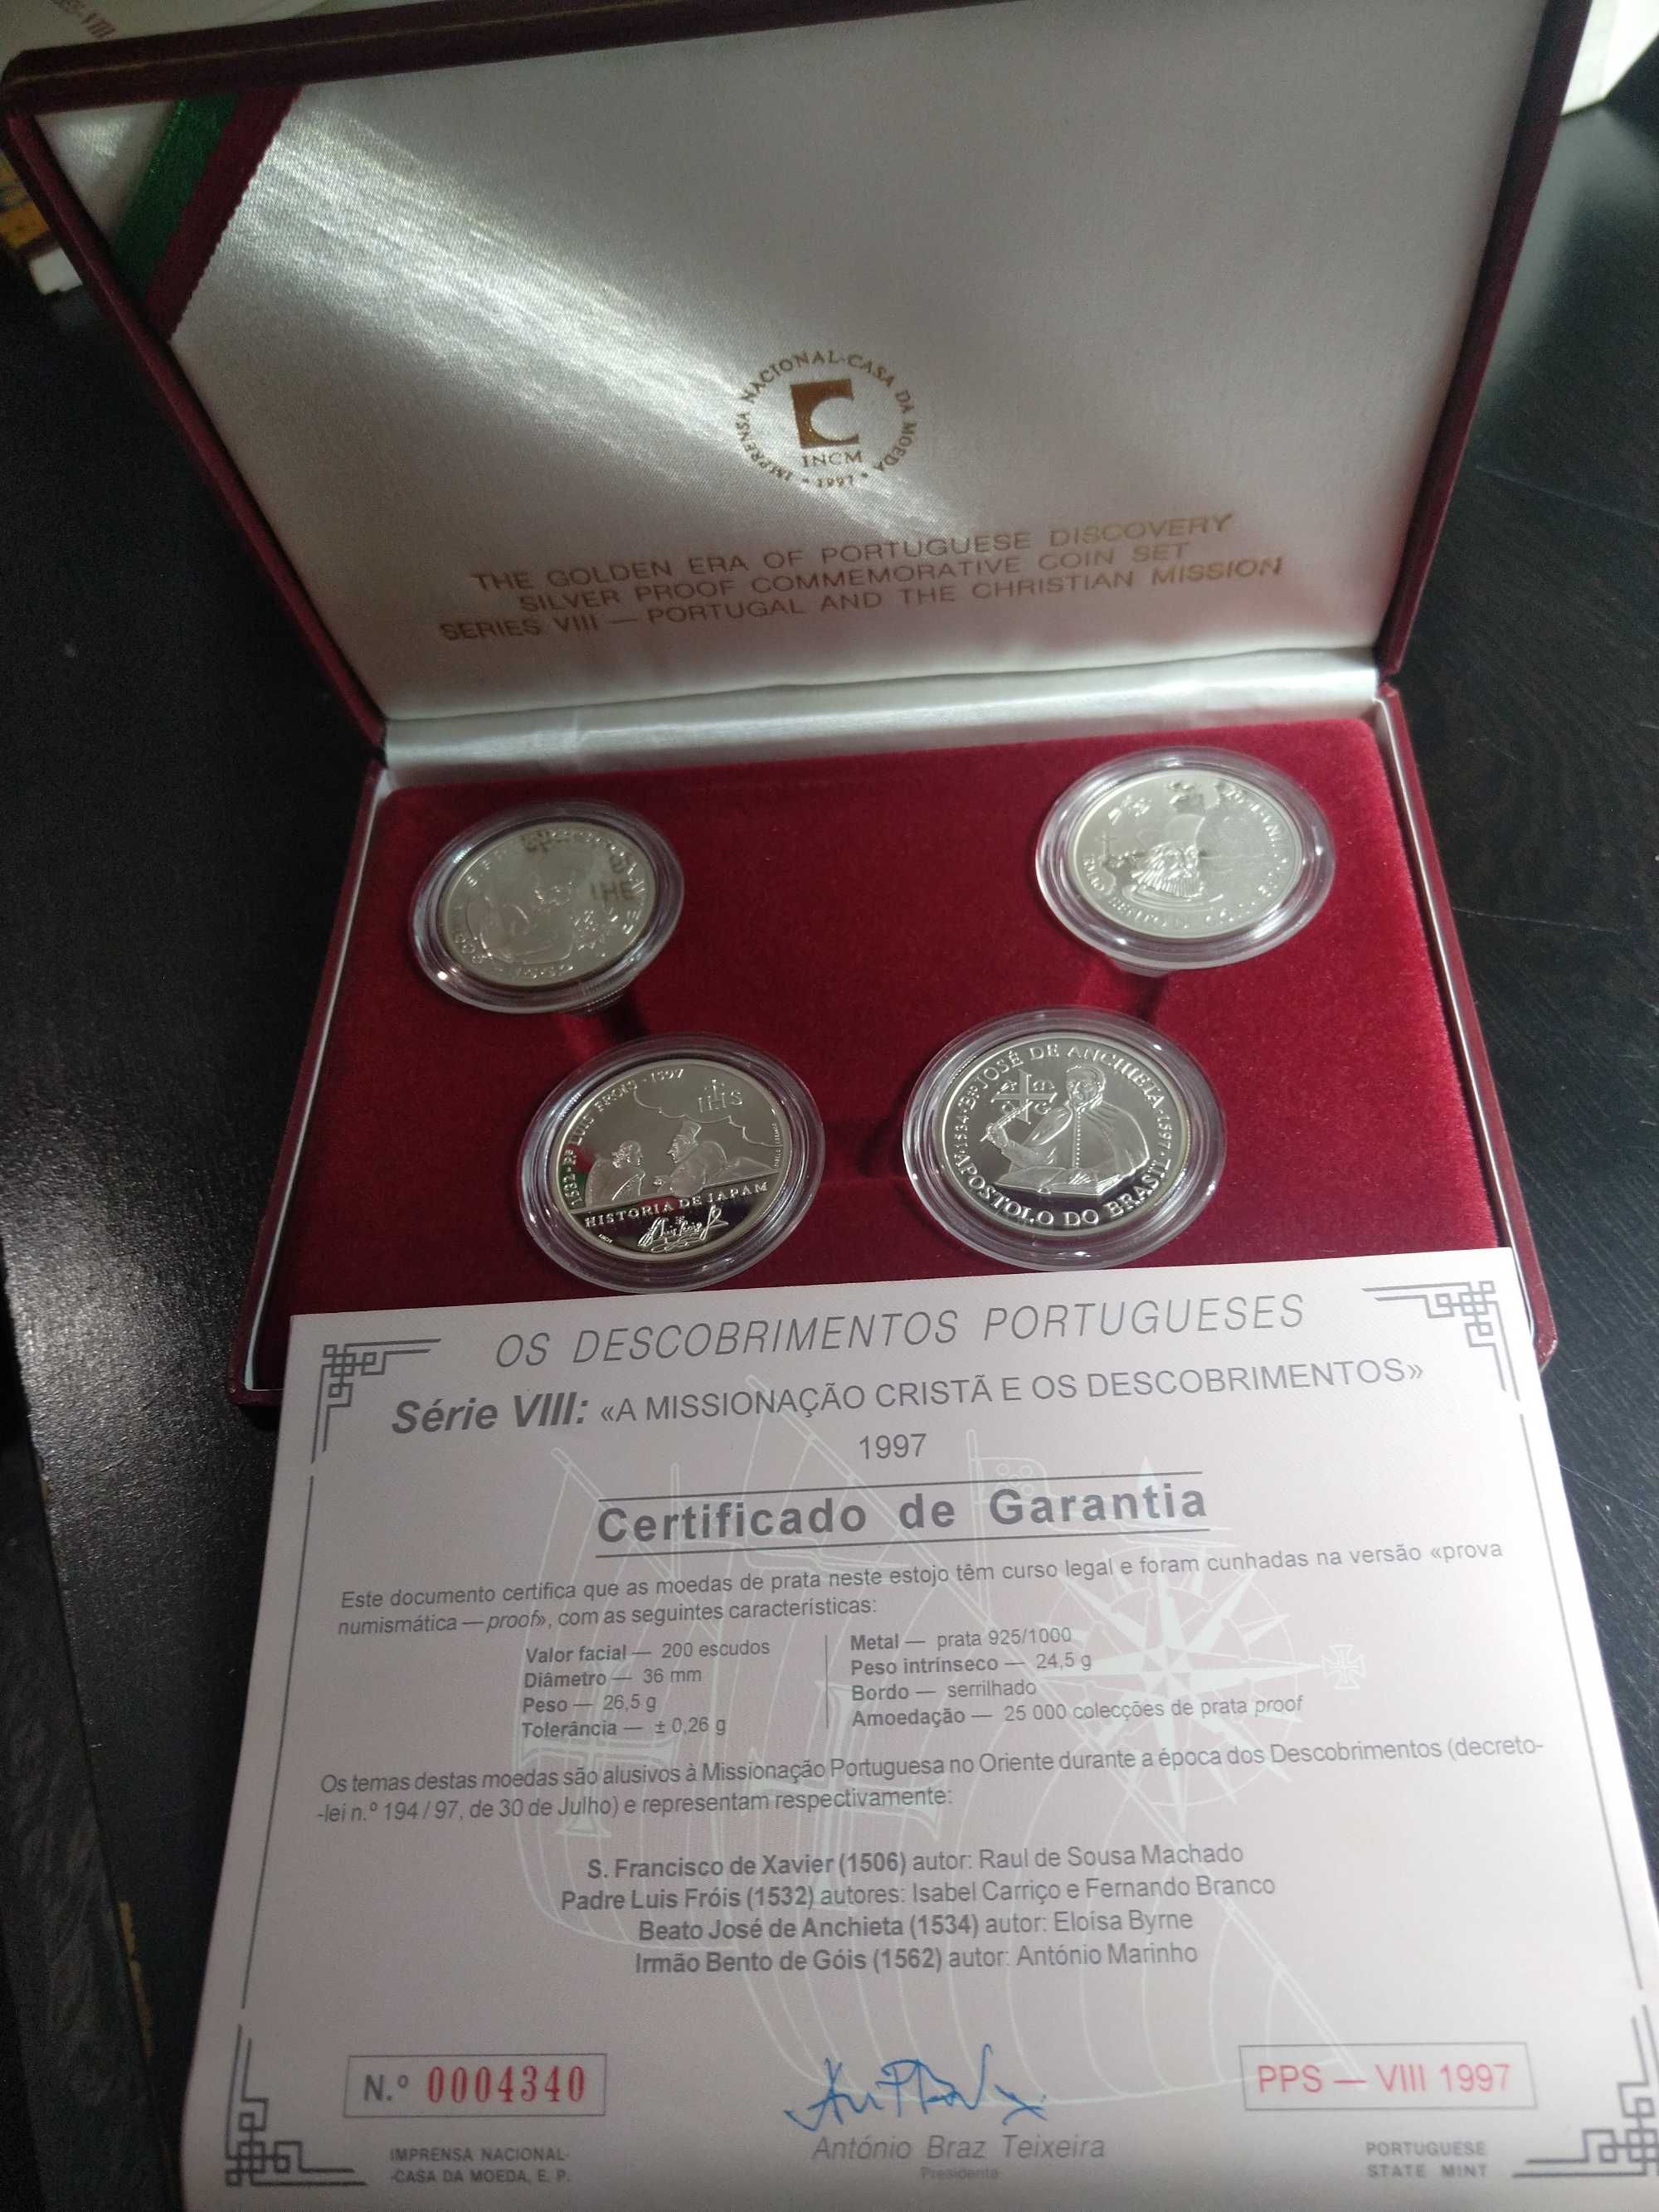 IMPRENSA NACIONAL-CASA DA MOEDA
INCM
• 1997 •
THE GOLDEN ERA OF PORTUGUESE DISCOVERY
SILVER PROOF COMMEMORATIVE COIN SET
SERIES VIII — PORTUGAL AND THE CHRISTIAN MISSION
1532 · Pe LUIS FROIS · 1597
IHS
HISTORIA DE IAPAM
1534 · Bto JOSÉ DE ANCHIETA · 1597
APOSTOLO DO BRASIL
OS DESCOBRIMENTOS PORTUGUESES
Série VIII: «A MISSIONAÇÃO CRISTÃ E OS DESCOBRIMENTOS»
1997
Certificado de Garantia
Este documento certifica que as moedas de prata neste estojo têm curso legal e foram cunhadas na versão «prova
numismática — proof», com as seguintes características:
Valor facial — 200 escudos
Diâmetro — 36 mm
Peso — 26,5 g
Tolerância — ± 0,26 g
Metal — prata 925/1000
Peso intrínseco — 24,5 g
Bordo — serrilhado
Amoedação — 25 000 colecções de prata proof
Os temas destas moedas são alusivos à Missionação Portuguesa no Oriente durante a época dos Descobrimentos (decreto-
-lei n.º 194 / 97, de 30 de Julho) e representam respectivamente:
S. Francisco de Xavier (1506) autor: Raul de Sousa Machado
Padre Luis Fróis (1532) autores: Isabel Carriço e Fernando Branco
Beato José de Anchieta (1534) autor: Eloísa Byrne
Irmão Bento de Góis (1562) autor: António Marinho
N.º 0004340
PPS — VIII 1997
António Braz Teixeira
Presidente
IMPRENSA NACIONAL-
-CASA DA MOEDA, E. P.
PORTUGUESE
STATE MINT